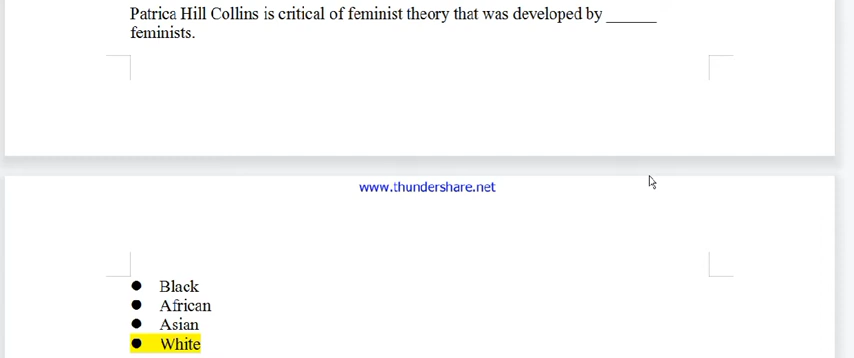 Patrica Hill Collins is critical of feminist theory that was developed by ______
feminists.
www.thundershare.net
● Black
● African
● Asian
● White